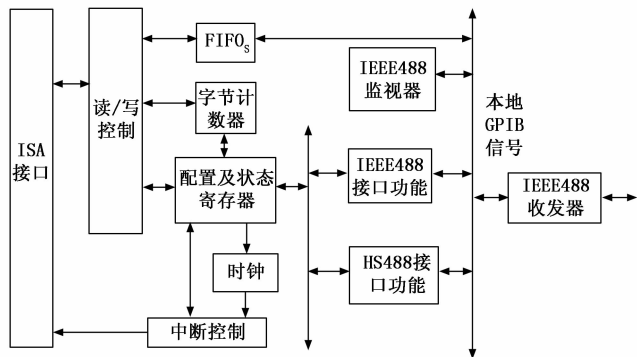 ISA
接口
读/写
控制
FIFOs
字节计
数器
配置及状态
寄存器
时钟
中断控制
IEEE488
监视器
IEEE488
接口功能
HS488接
口功能
本地
GPIB
信号
IEEE488
收发器